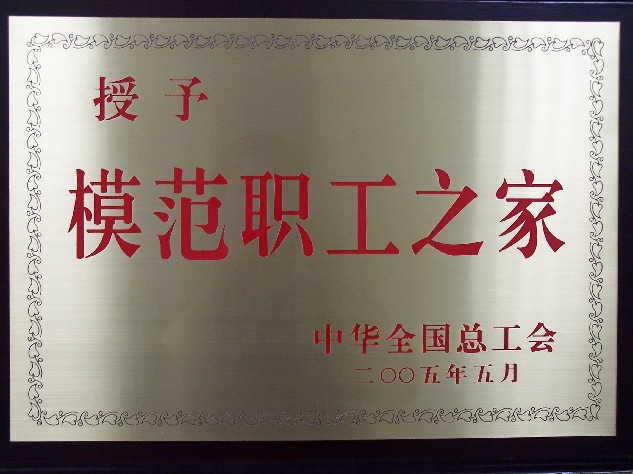 授予
模范职工之家
中华全国总工会
二〇〇五年五月